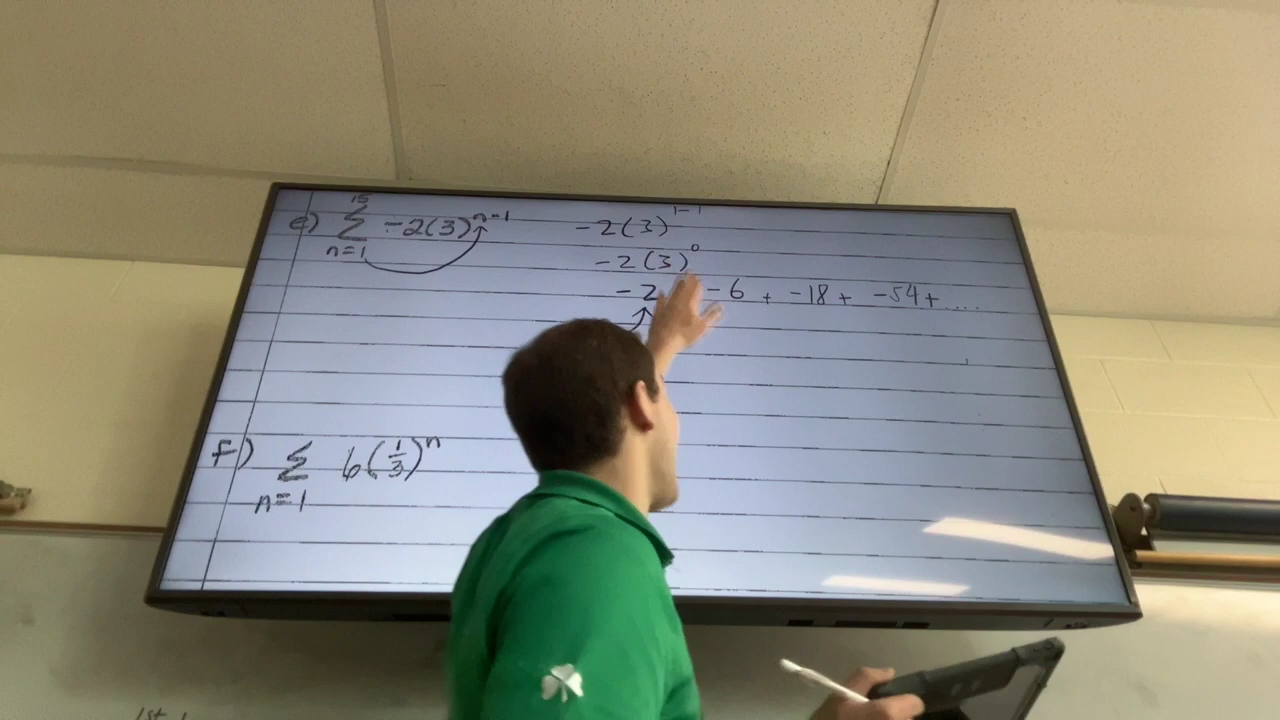 e) 15 ∑ n=1 -2(3)^n-1
-2(3)^1-1
-2(3)^0
-2 -6 + -18 + -54 + ....
f) ∑ n=1 6(1/3)^n
1st